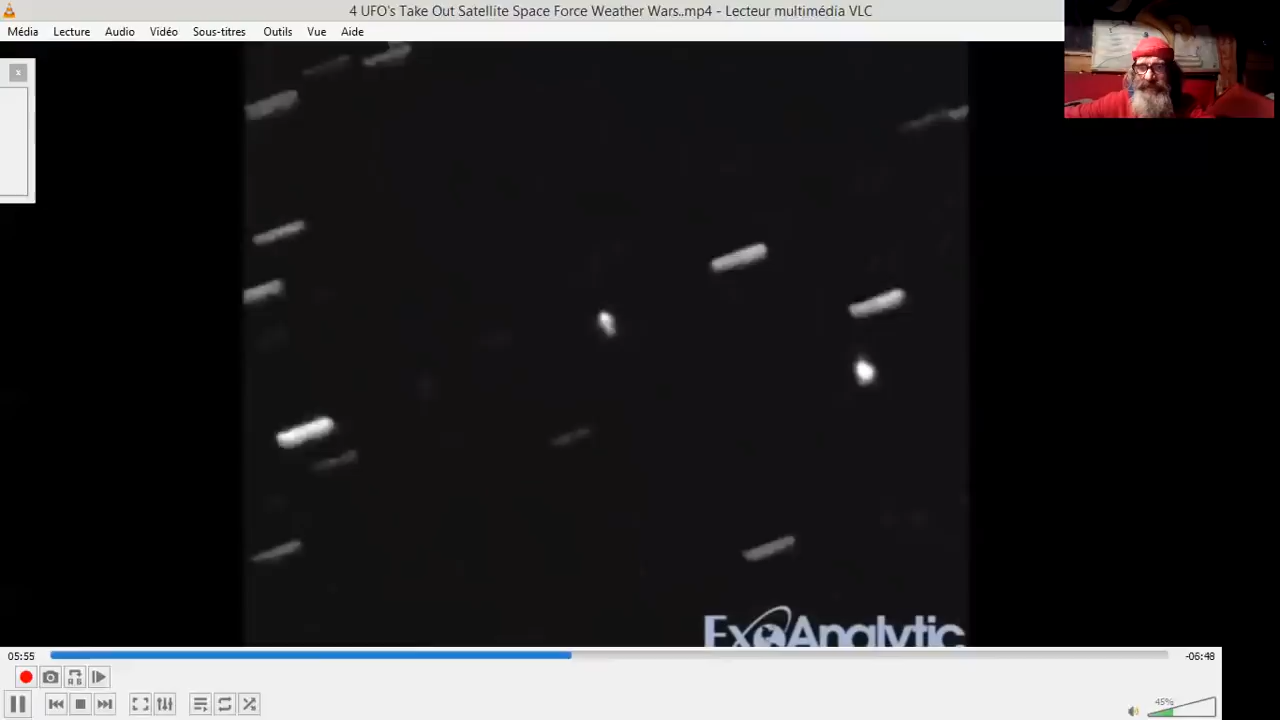 4 UFO's Take Out Satellite Space Force Weather Wars..mp4 - Lecteur multimédia VLC
Média Lecture Audio Vidéo Sous-titres Outils Vue Aide
x
ExoAnalytic
05:55
-06:48
45%